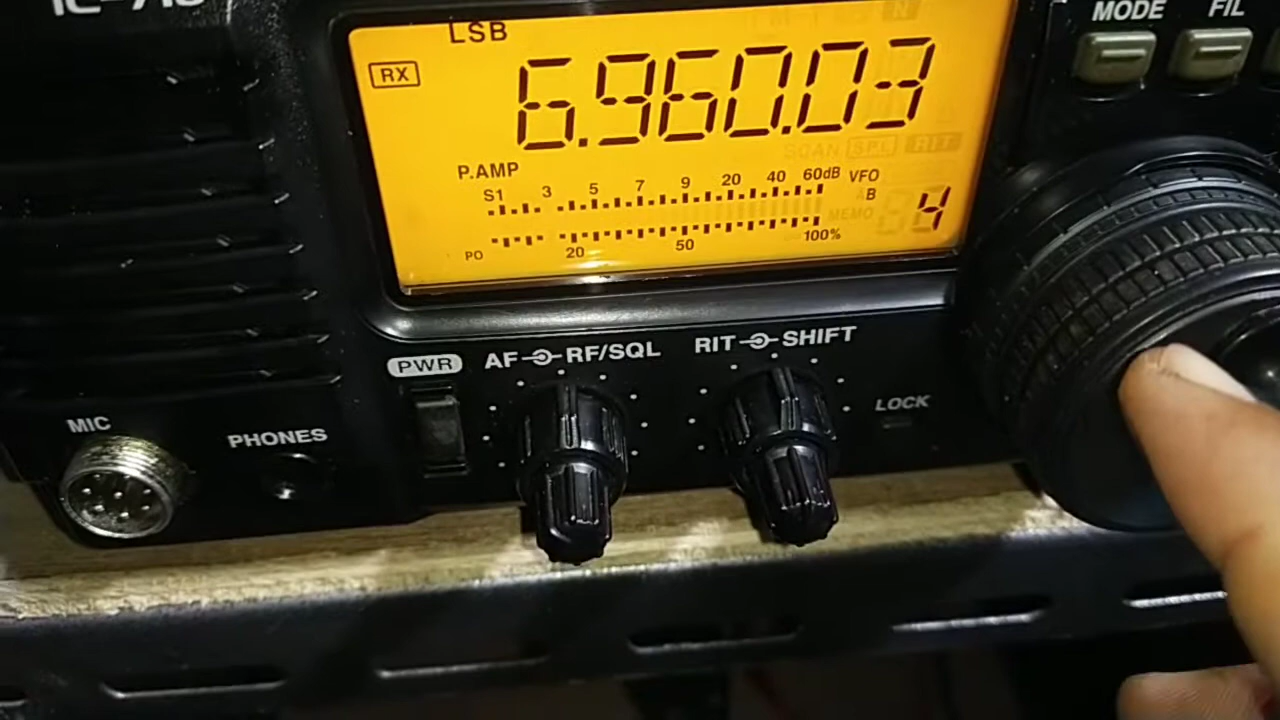 MODE FIL
LSB
RX
6.960.03
P.AMP
S1 3 5 7 9 20 40 60dB VFO
B
MEMO 4
PO 20 50 100%
SCAN SPL RIT
AF RF/SQL RIT SHIFT
PWR
LOCK
MIC
PHONES